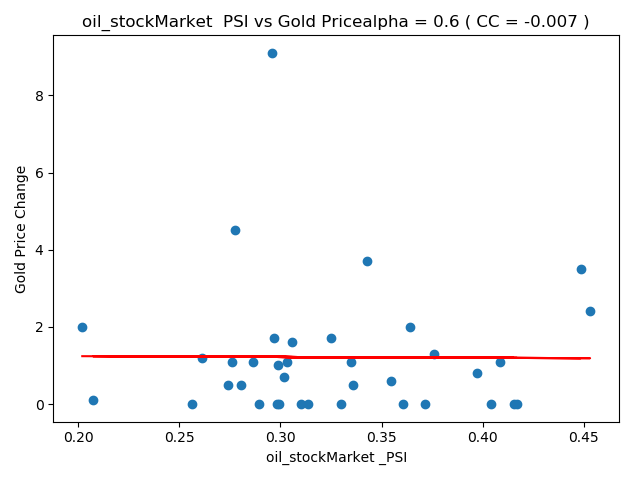 oil_stockMarket  PSI vs Gold Pricealpha = 0.6 ( CC = -0.007 )
8
6
4
2
0
Gold Price Change
0.20 0.25 0.30 0.35 0.40 0.45
oil_stockMarket _PSI